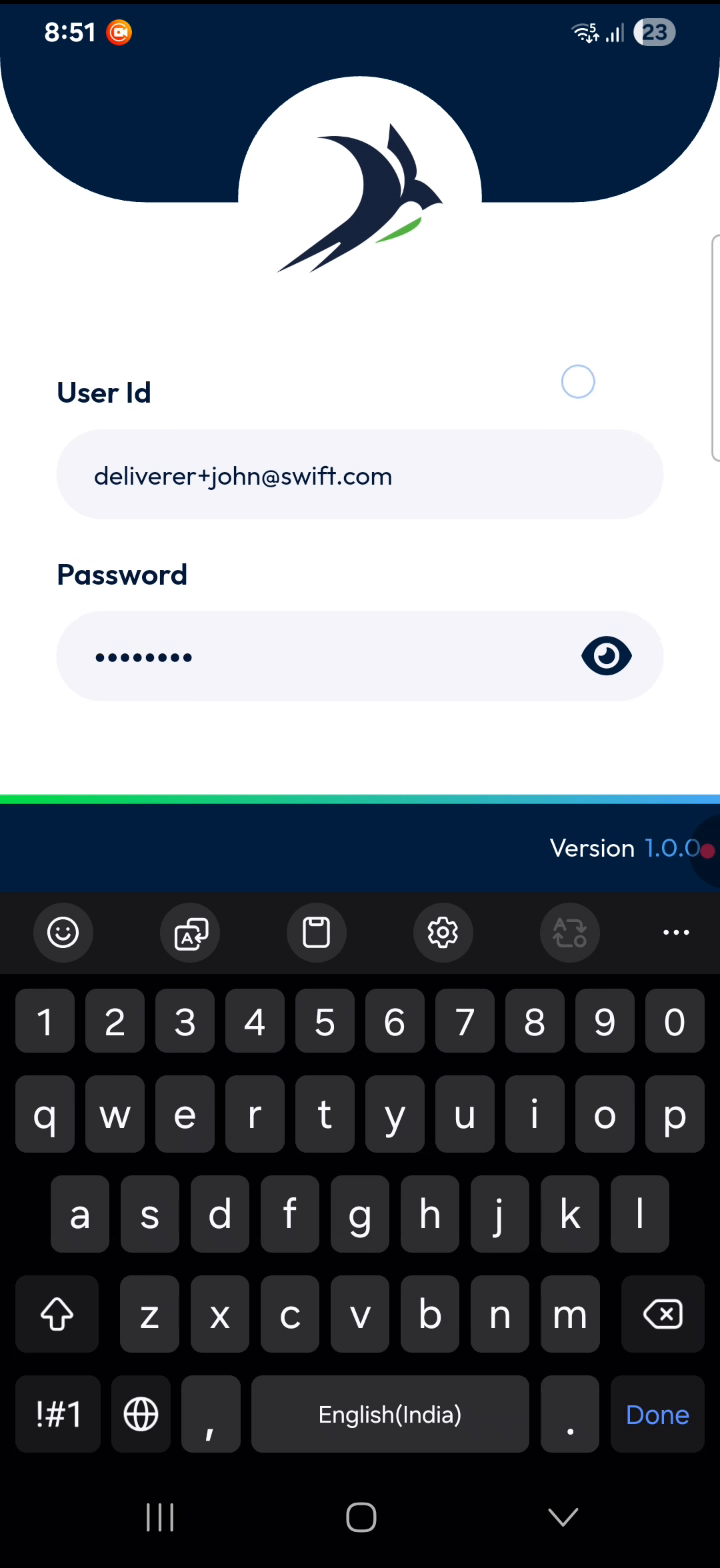 8:51 5 23
User Id
deliverer+john@swift.com
Password
••••••••
Version 1.0.0
1 2 3 4 5 6 7 8 9 0
q w e r t y u i o p
a s d f g h j k l
z x c v b n m
!#1 , English(India) . Done